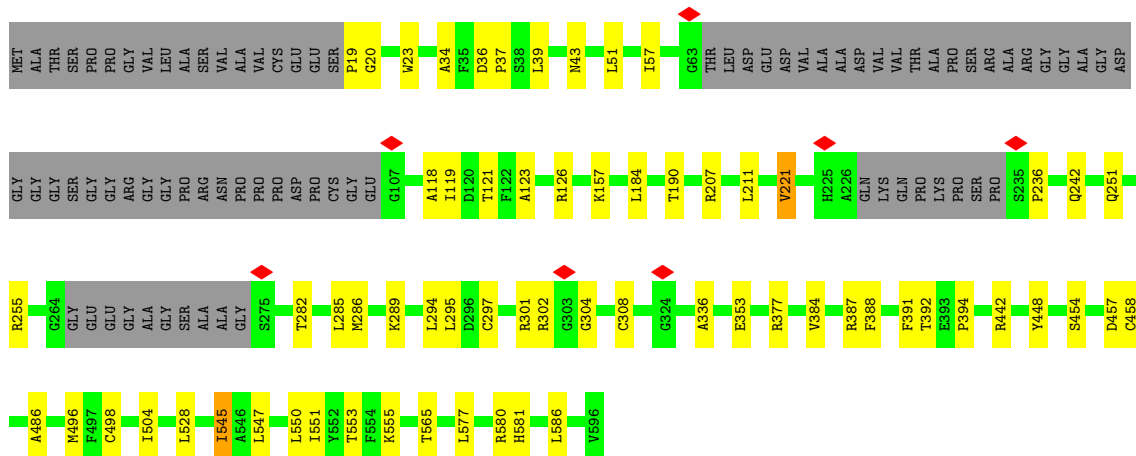 MET ALA THR SER PRO PRO GLY VAL LEU ALA SER VAL ALA VAL CYS GLU GLU SER P19 G20 W23 A34 F35 D36 P37 S38 L39 N43 L51 I57 G63 THR LEU ASP GLU ASP VAL ALA ALA ASP VAL VAL THR ALA PRO SER ARG ALA ARG GLY GLY ALA GLY ASP
GLY GLY GLY SER GLY GLY ARG GLY GLY PRO ARG ASN PRO PRO PRO ASP PRO CYS GLY GLU G107 A118 I119 D120 T121 F122 A123 R126 K157 L184 T190 R207 L211 V221 H225 A226 GLN LYS GLN PRO LYS PRO SER PRO S235 P236 Q242 Q251
R255 G264 GLY GLU GLU GLY ALA GLY SER ALA ALA GLY S275 T282 L285 M286 K289 L294 L295 D296 C297 R301 R302 G303 G304 C308 G324 A336 E353 R377 V384 R387 F388 F391 T392 E393 P394 R442 Y448 S454 D457 C458
A486 M496 F497 C498 I504 L528 I545 A546 L547 L550 I551 Y552 T553 F554 K555 T565 L577 R580 H581 L586 V596